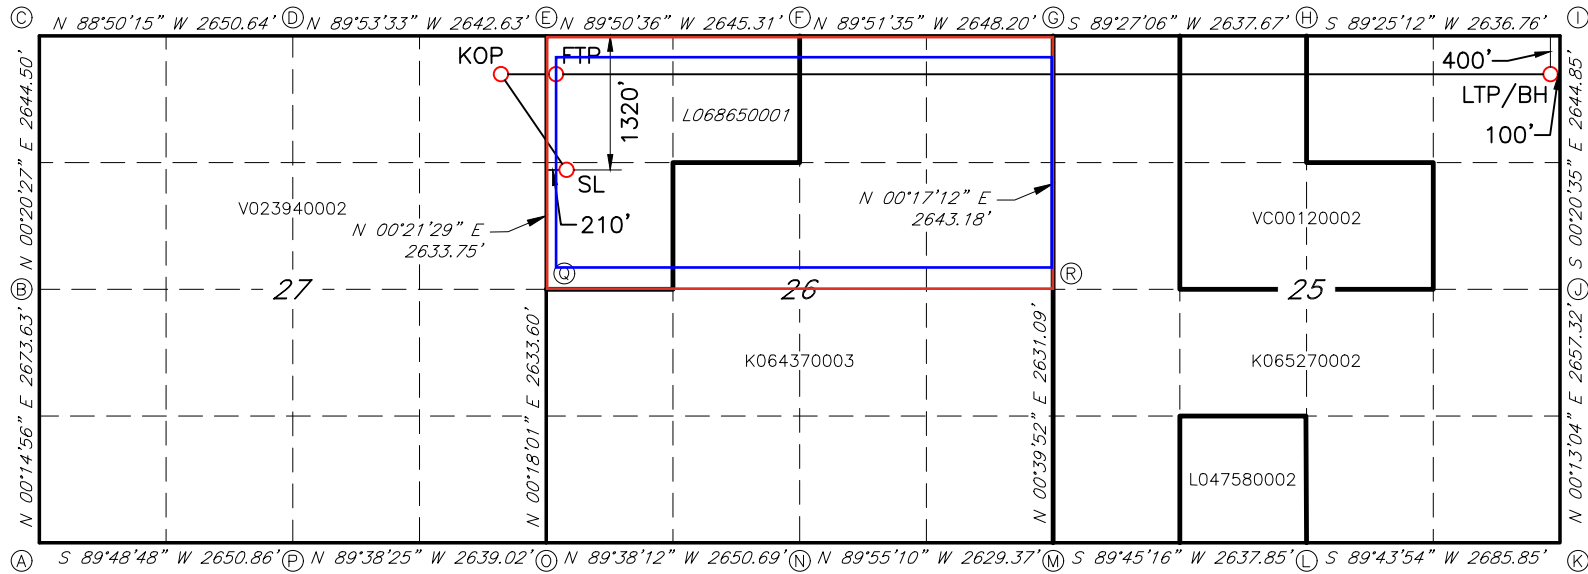 C N 88°50'15" W 2650.64' D N 89°53'33" W 2642.63' E N 89°50'36" W 2645.31' F N 89°51'35" W 2648.20' G S 89°27'06" W 2637.67' H S 89°25'12" W 2636.76' I
KOP
FTP
400'
LTP/BH
100'
1320'
L068650001
SL
210'
N 00°20'27" E 2644.50'
V023940002
N 00°21'29" E
2633.75'
N 00°17'12" E
2643.18'
VC00120002
S 00°20'35" E 2644.85'
Q
R
B
27
26
25
J
N 00°14'56" E 2673.63'
N 00°18'01" E 2633.60'
K064370003
N 00°39'52" E 2631.09'
K065270002
N 00°13'04" E 2657.32'
L047580002
A S 89°48'48" W 2650.86' P N 89°38'25" W 2639.02' O N 89°38'12" W 2650.69' N N 89°55'10" W 2629.37' M S 89°45'16" W 2637.85' L S 89°43'54" W 2685.85' K